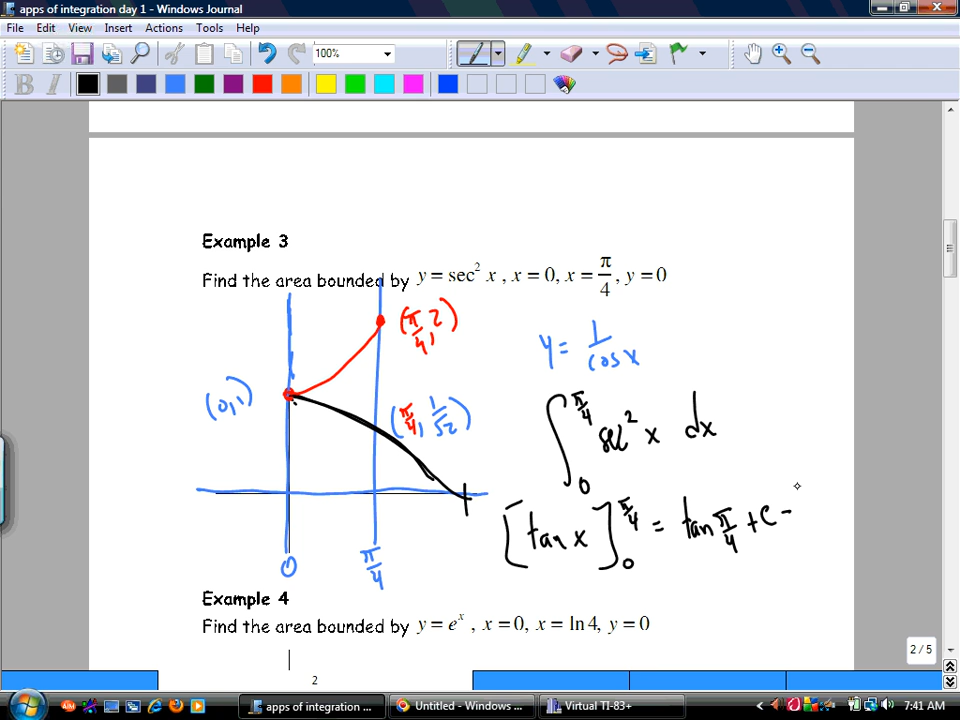 apps of integration day 1 - Windows Journal
File Edit View Insert Actions Tools Help
100%
B I
Example 3
Find the area bounded by y = sec² x , x = 0, x = π/4 , y = 0
(π/4, 2)
y = 1/cos x
(0,1)
(π/4, 1/√2)
∫₀^(π/4) sec² x dx
[tan x]₀^(π/4) = tan π/4 + C -
0 π/4
Example 4
Find the area bounded by y = eˣ , x = 0, x = ln 4, y = 0
2 / 5
2
apps of integration ... Untitled - Windows ... Virtual TI-83+ 7:41 AM